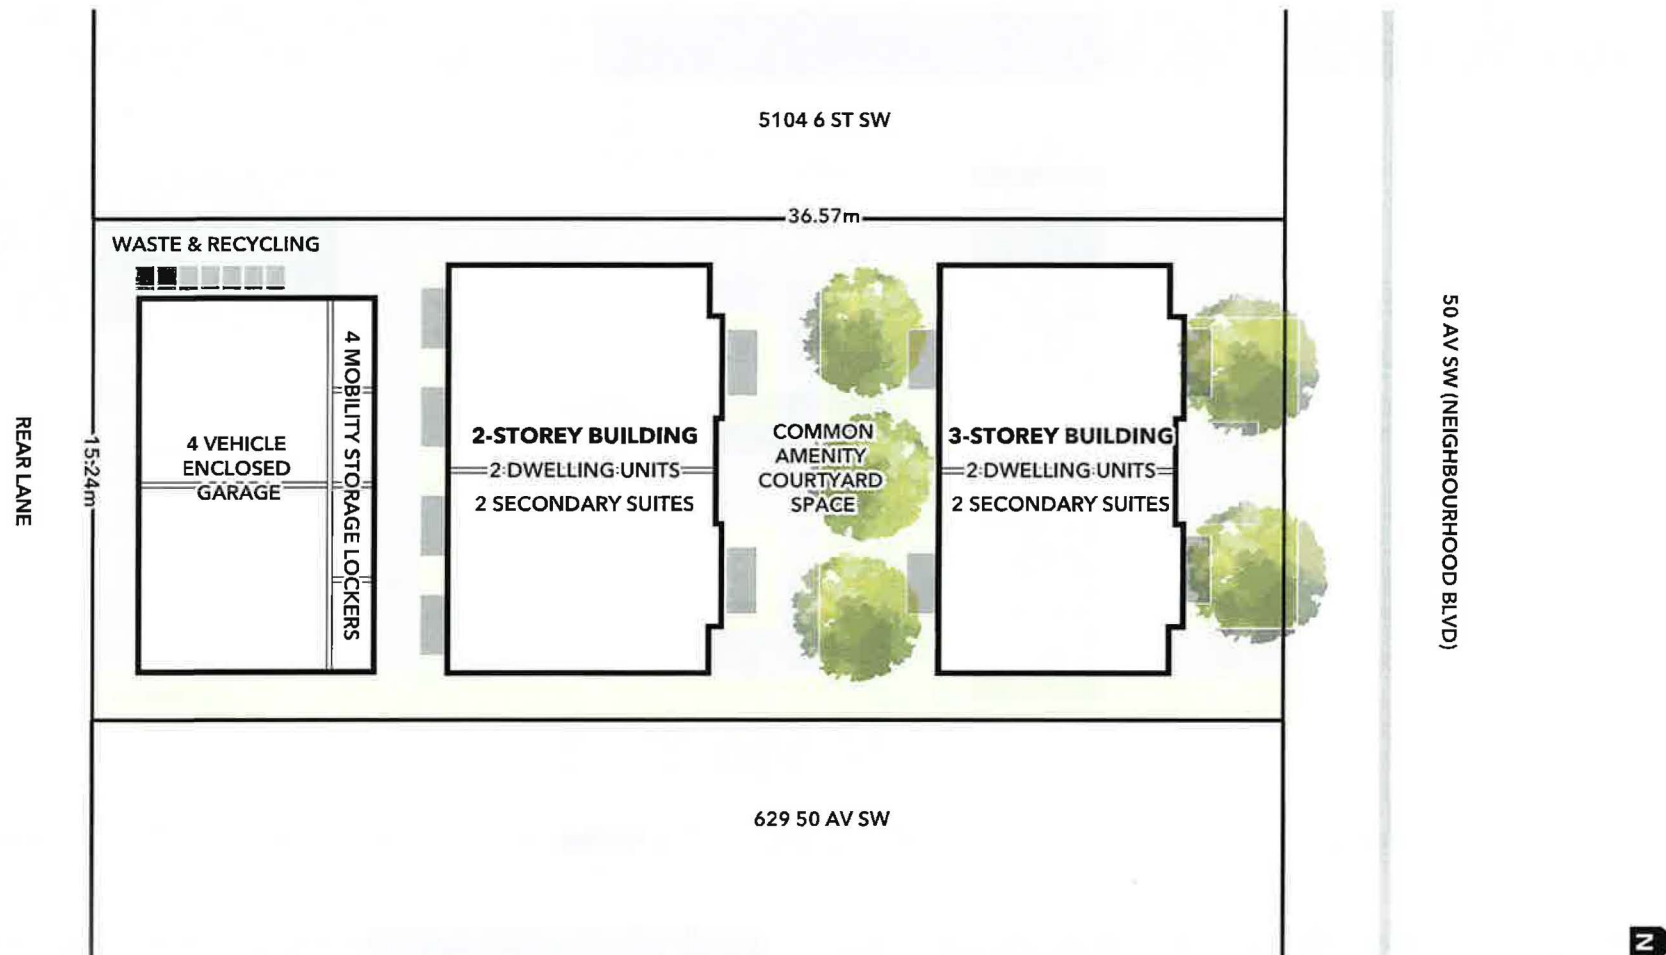 5104 6 ST SW
36.57m
WASTE & RECYCLING
REAR LANE
15.24m
4 VEHICLE
ENCLOSED
GARAGE
4 MOBILITY STORAGE LOCKERS
2-STOREY BUILDING
2 DWELLING UNITS
2 SECONDARY SUITES
COMMON
AMENITY
COURTYARD
SPACE
3-STOREY BUILDING
2 DWELLING UNITS
2 SECONDARY SUITES
50 AV SW (NEIGHBOURHOOD BLVD)
629 50 AV SW
N